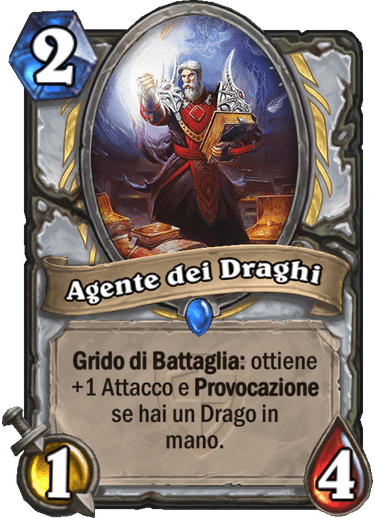 2
Agente dei Draghi
Grido di Battaglia: ottiene
+1 Attacco e Provocazione
se hai un Drago in
mano.
1
4